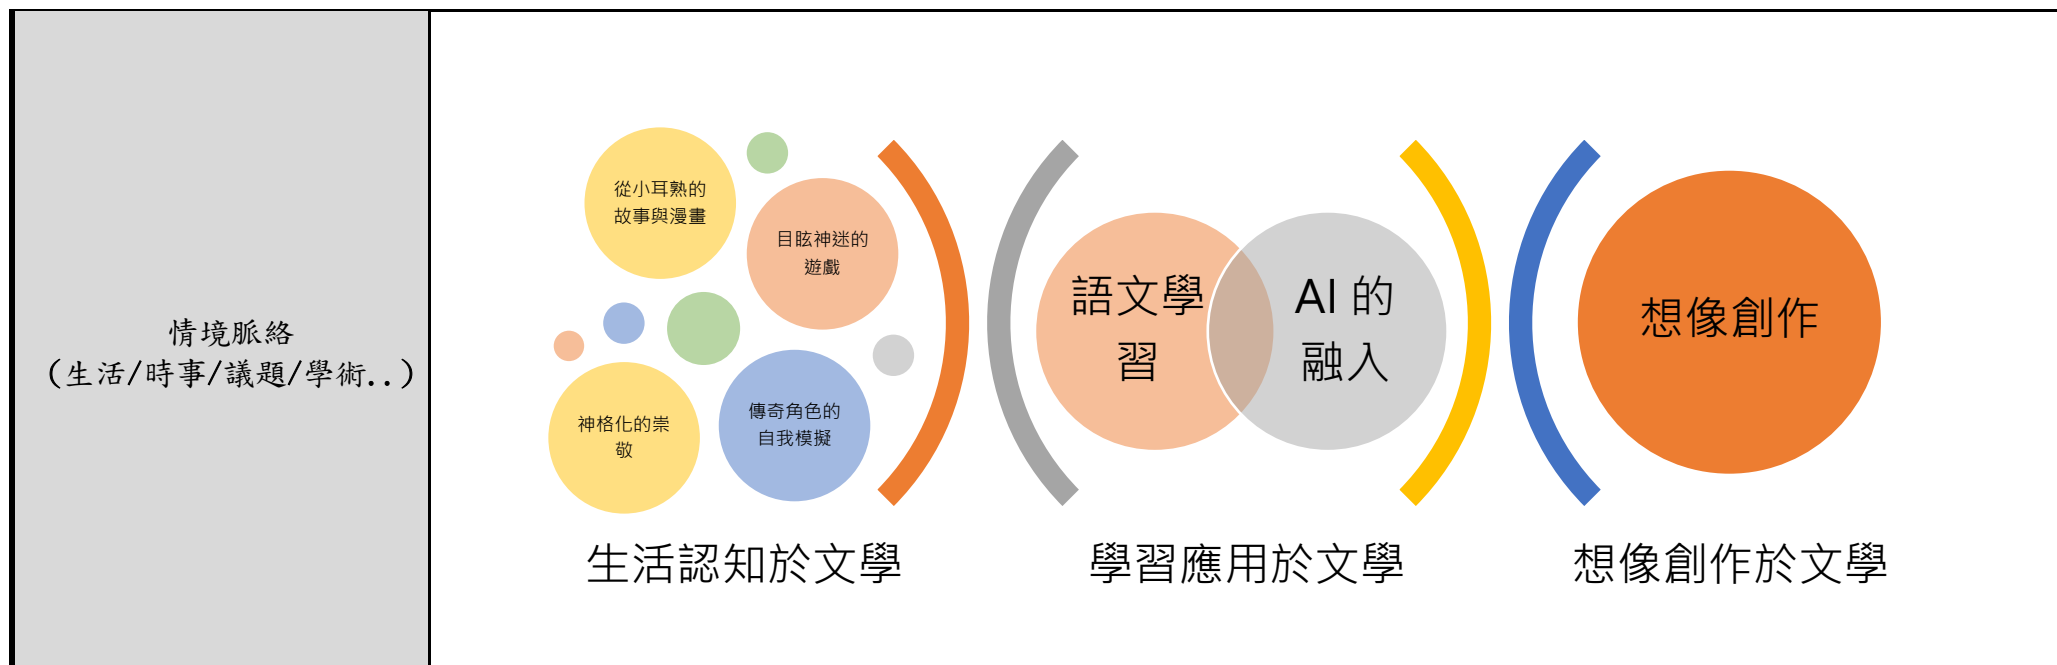 情境脈絡
(生活/時事/議題/學術..)
從小耳熟的
故事與漫畫
目眩神迷的
遊戲
神格化的崇
敬
傳奇角色的
自我模擬
生活認知於文學
語文學
習
AI 的
融入
學習應用於文學
想像創作
想像創作於文學